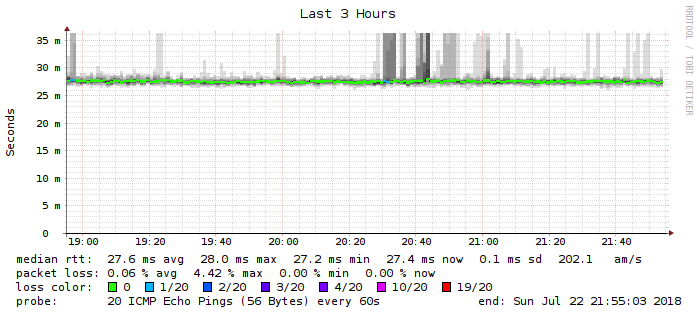 Last 3 Hours
RRDTOOL / TOBI OETIKER
Seconds
35 m
30 m
25 m
20 m
15 m
10 m
5 m
0
19:00 19:20 19:40 20:00 20:20 20:40 21:00 21:20 21:40
median rtt: 27.6 ms avg 28.0 ms max 27.2 ms min 27.4 ms now 0.1 ms sd 202.1 am/s
packet loss: 0.06 % avg 4.42 % max 0.00 % min 0.00 % now
loss color: 0 1/20 2/20 3/20 4/20 10/20 19/20
probe: 20 ICMP Echo Pings (56 Bytes) every 60s end: Sun Jul 22 21:55:03 2018